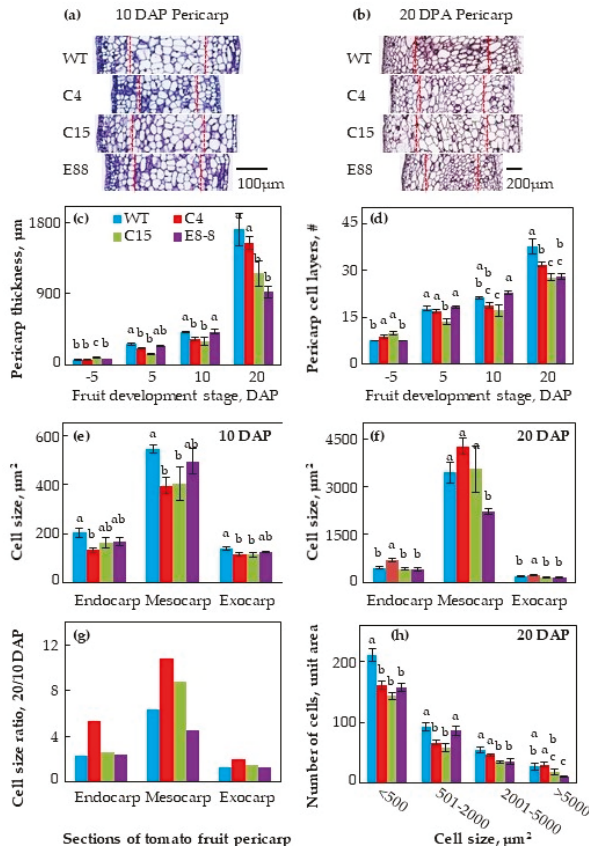 (a) 10 DAP Pericarp
(b) 20 DPA Pericarp
WT
C4
C15
E88
100µm
WT
C4
C15
E88
200µm
(c)
WT C4
C15 E8-8
Pericarp thickness, µm
1800
900
0
b b c b
a b b ab
a b b a
a a b b
-5 5 10 20
Fruit development stage, DAP
(d)
Pericarp cell layers, #
45
30
15
0
b a a b
a a b a
a b b c a
b
a b c c b
-5 5 10 20
Fruit development stage, DAP
(e) 10 DAP
Cell size, µm²
600
400
200
0
a b ab ab
a b b ab
a b b ab
Endocarp Mesocarp Exocarp
(f) 20 DAP
Cell size, µm²
4500
3000
1500
0
b a b b
a a a b
b a b b
Endocarp Mesocarp Exocarp
(g)
Cell size ratio, 20/10 DAP
12
8
4
0
Endocarp Mesocarp Exocarp
Sections of tomato fruit pericarp
(h) 20 DAP
Number of cells, unit area
200
100
0
a b b b
a b b a
a a b b
a b a b c c
<500 501-2000 2001-5000 >5000
Cell size, µm²